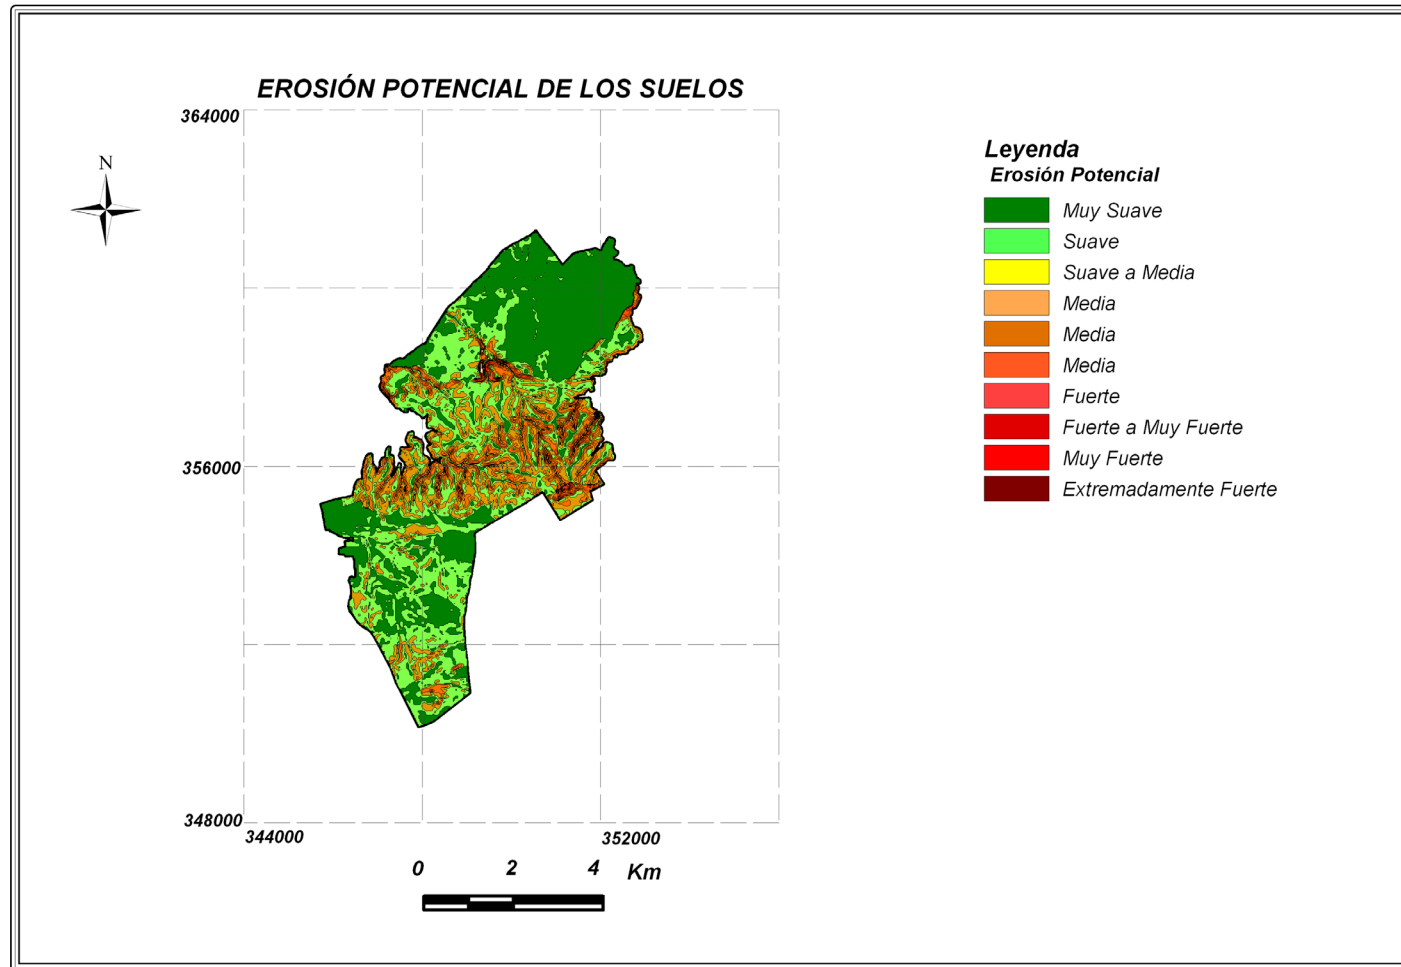 EROSIÓN POTENCIAL DE LOS SUELOS
364000
N
356000
348000
344000
352000
0 2 4 Km
Leyenda
Erosión Potencial
Muy Suave
Suave
Suave a Media
Media
Media
Media
Fuerte
Fuerte a Muy Fuerte
Muy Fuerte
Extremadamente Fuerte